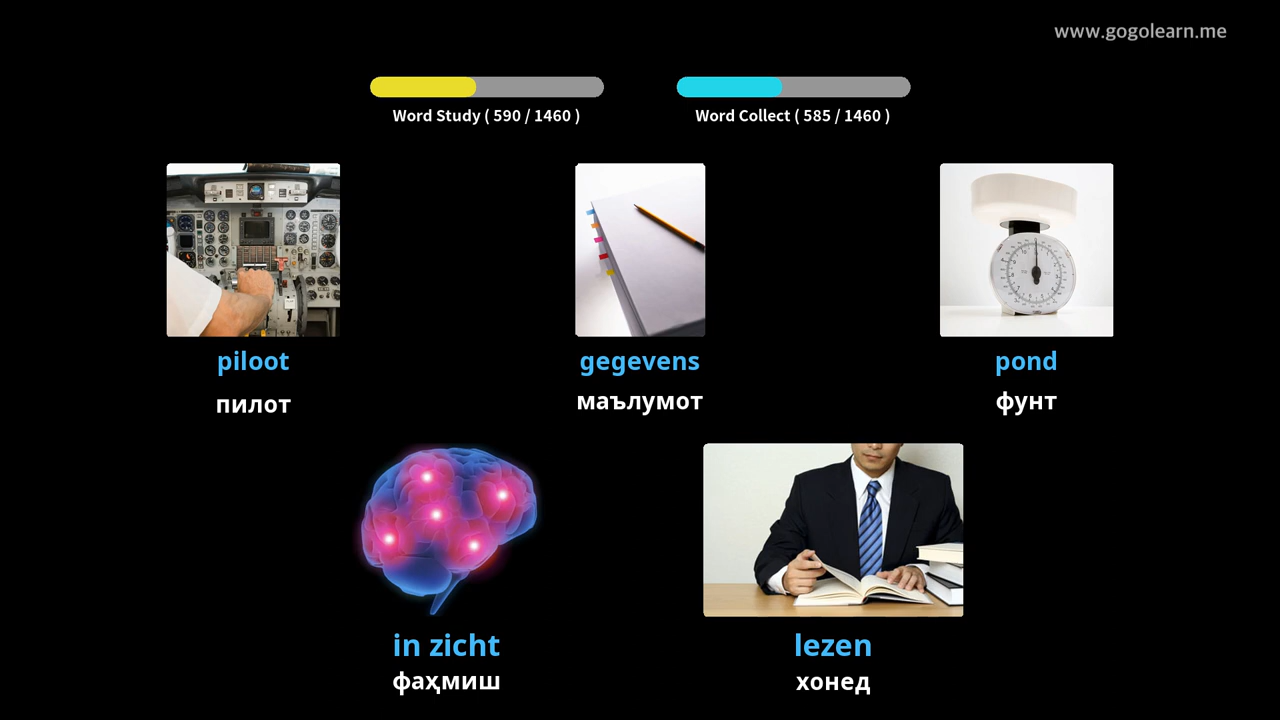 www.gogolearn.me
Word Study ( 590 / 1460 )
Word Collect ( 585 / 1460 )
piloot
gegevens
pond
пилот
маълумот
фунт
in zicht
lezen
фаҳмиш
хонед